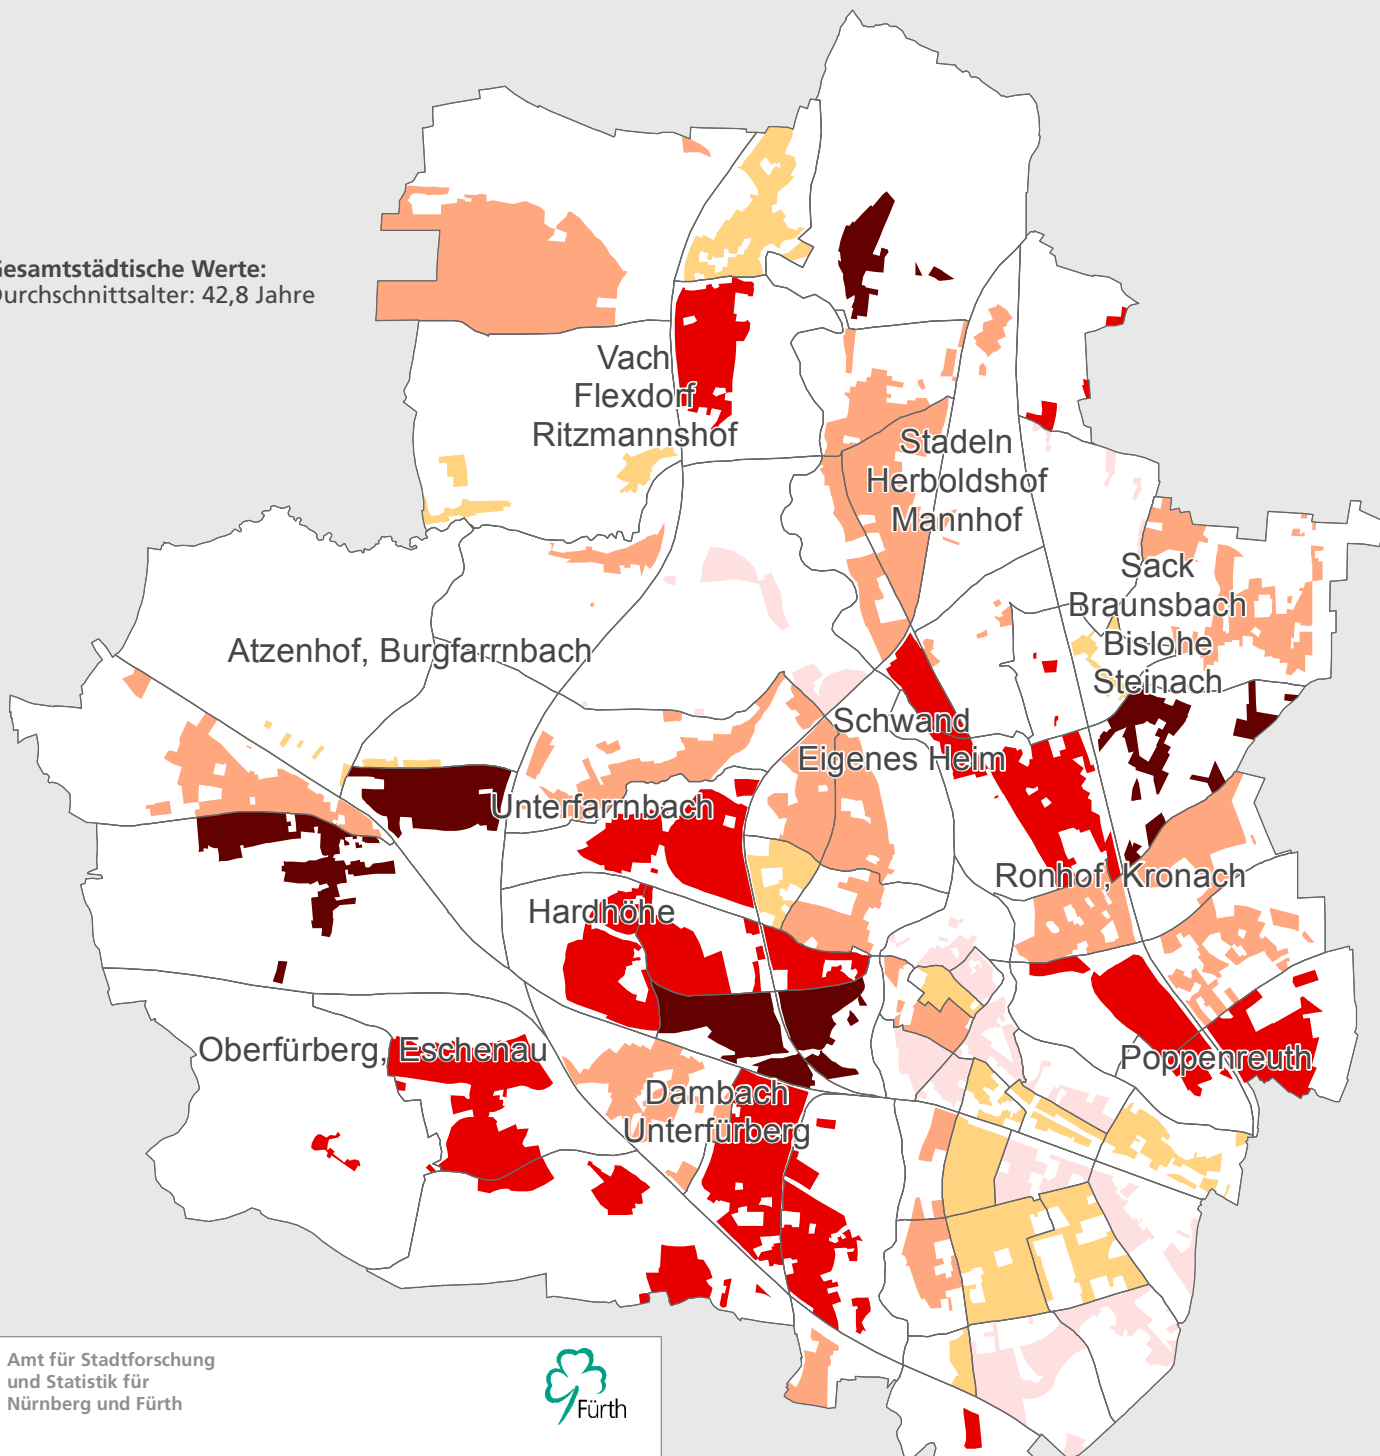 Gesamtstädtische Werte:
Durchschnittsalter: 42,8 Jahre
Vach
Flexdorf
Ritzmannshof
Stadeln
Herboldshof
Mannhof
Sack
Braunsbach
Bislohe
Steinach
Atzenhof, Burgfarrnbach
Schwand
Eigenes Heim
Unterfarrnbach
Ronhof, Kronach
Hardhöhe
Oberfürberg, Eschenau
Poppenreuth
Dambach
Unterfürberg
Amt für Stadtforschung
und Statistik für
Nürnberg und Fürth
Fürth